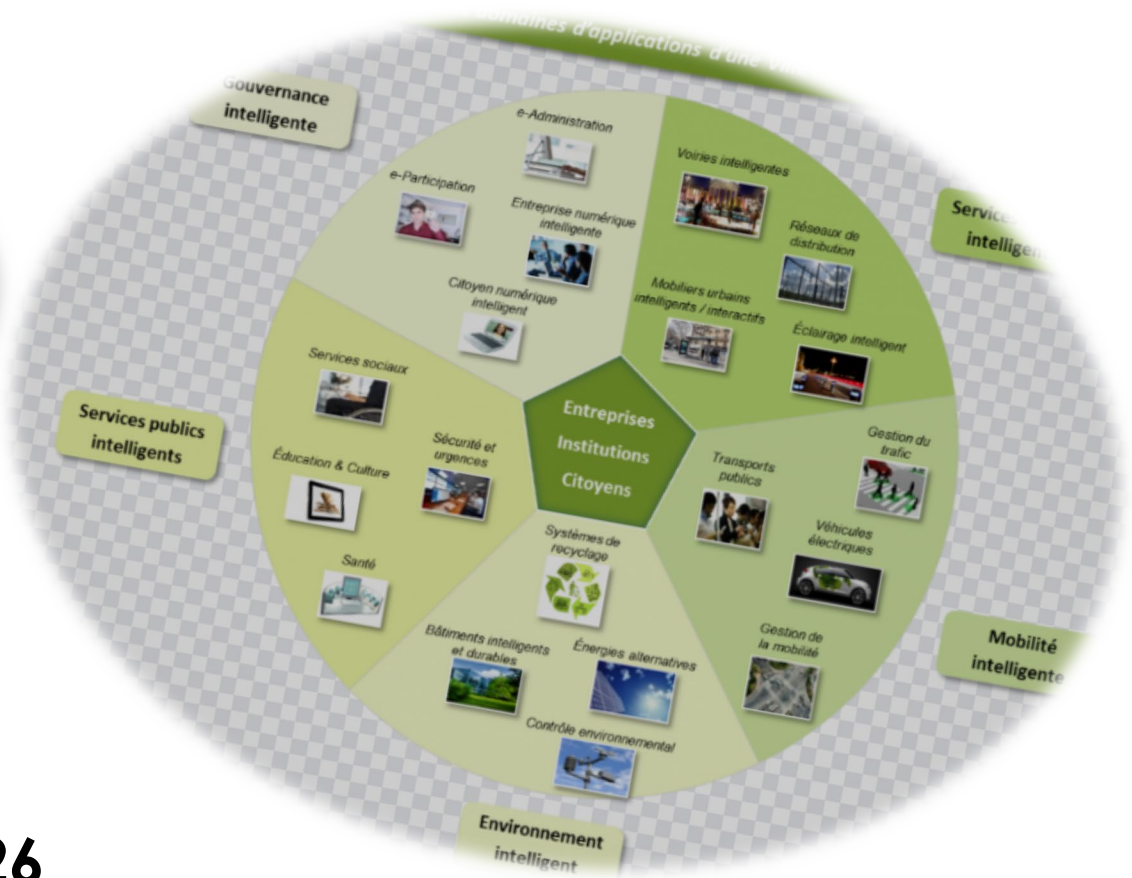 d'applications d'une
Gouvernance
intelligente
e-Administration
e-Participation
Entreprise numérique
intelligente
Citoyen numérique
intelligent
Voiries intelligentes
Réseaux de
distribution
Mobiliers urbains
intelligents / interactifs
Éclairage intelligent
Services sociaux
Sécurité et
urgences
Éducation & Culture
Santé
Services publics
intelligents
Entreprises
Institutions
Citoyens
Gestion du
trafic
Transports
publics
Véhicules
électriques
Gestion de
la mobilité
Mobilité
intelligente
Systèmes de
recyclage
Bâtiments intelligents
et durables
Énergies alternatives
Contrôle environnemental
Environnement
intelligent
26